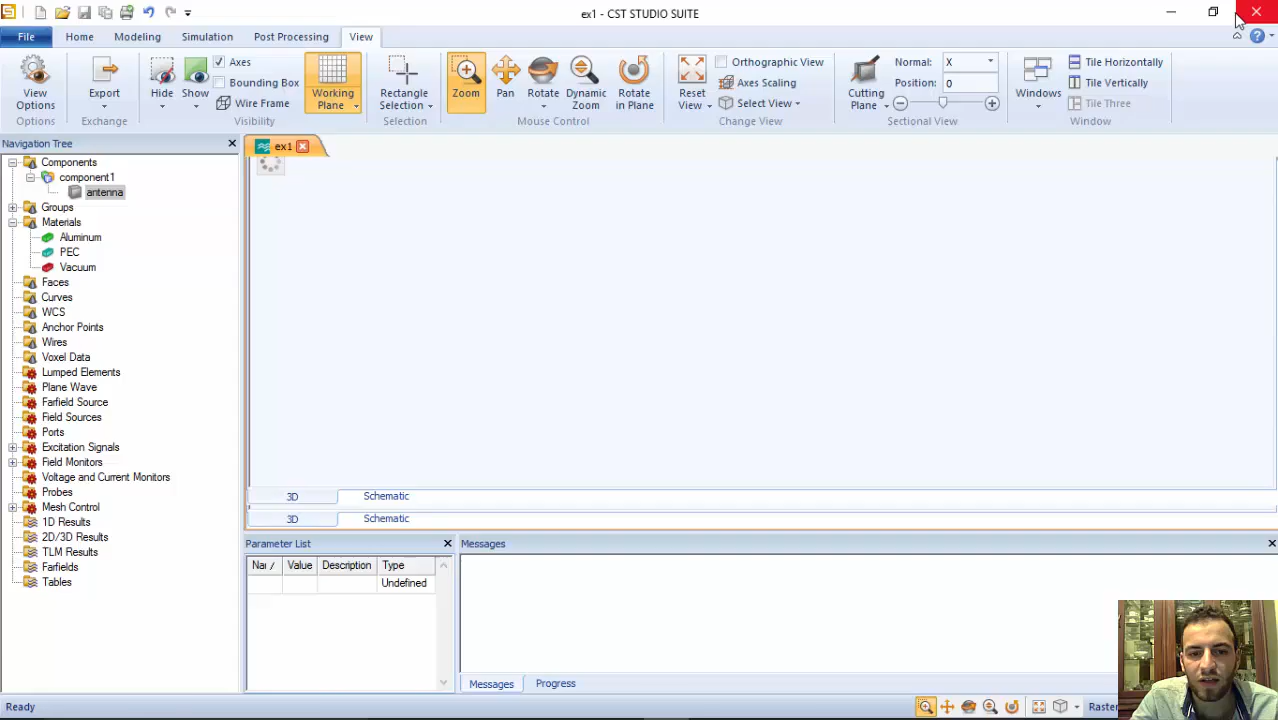 ex1 - CST STUDIO SUITE
File Home Modeling Simulation Post Processing View
View Options
Export
Hide
Show
Axes
Bounding Box
Wire Frame
Working Plane
Rectangle Selection
Zoom
Pan
Rotate
Dynamic Zoom
Rotate in Plane
Reset View
Orthographic View
Axes Scaling
Select View
Cutting Plane
Normal: X
Position: 0
Windows
Tile Horizontally
Tile Vertically
Tile Three
Options Exchange Visibility Selection Mouse Control Change View Sectional View Window
Navigation Tree
ex1
Components
component1
antenna
Groups
Materials
Aluminum
PEC
Vacuum
Faces
Curves
WCS
Anchor Points
Wires
Voxel Data
Lumped Elements
Plane Wave
Farfield Source
Field Sources
Ports
Excitation Signals
Field Monitors
Voltage and Current Monitors
Probes
Mesh Control
1D Results
2D/3D Results
TLM Results
Farfields
Tables
3D Schematic
3D Schematic
Parameter List
Nar / Value Description Type
Undefined
Messages
Messages Progress
Ready
Raster